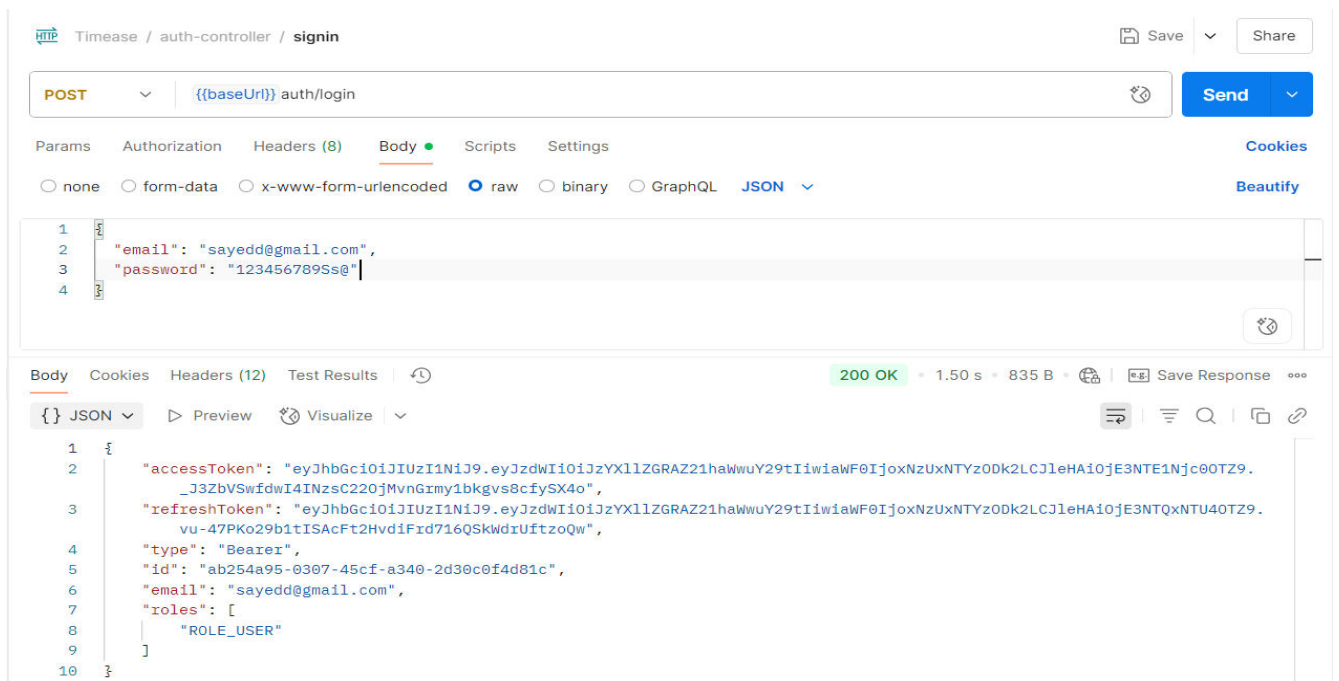 HTTP Timease / auth-controller / signin Save Share
POST {{baseUrl}} auth/login Send
Params Authorization Headers (8) Body Scripts Settings Cookies
none form-data x-www-form-urlencoded raw binary GraphQL JSON Beautify
1 {
2 "email": "sayedd@gmail.com",
3 "password": "123456789Ss@"
4 }
Body Cookies Headers (12) Test Results 200 OK 1.50 s 835 B e.g. Save Response
{} JSON Preview Visualize
1 {
2 "accessToken": "eyJhbGciOiJIUzI1NiJ9.eyJzdWIiOiJzYXllZGRAZ21haWwuY29tIiwiaWF0IjoxNzUxNTYzODk2LCJleHAiOjE3NTE1Njc0OTZ9.
_J3ZbVSwfdwI4INzsC22OjMvnGrmy1bkgvs8cfySX4o",
3 "refreshToken": "eyJhbGciOiJIUzI1NiJ9.eyJzdWIiOiJzYXllZGRAZ21haWwuY29tIiwiaWF0IjoxNzUxNTYzODk2LCJleHAiOjE3NTQxNTU4OTZ9.
vu-47PKo29b1tISAcFt2HvdiFrd716QSkWdrUftzoQw",
4 "type": "Bearer",
5 "id": "ab254a95-0307-45cf-a340-2d30c0f4d81c",
6 "email": "sayedd@gmail.com",
7 "roles": [
8 "ROLE_USER"
9 ]
10 }